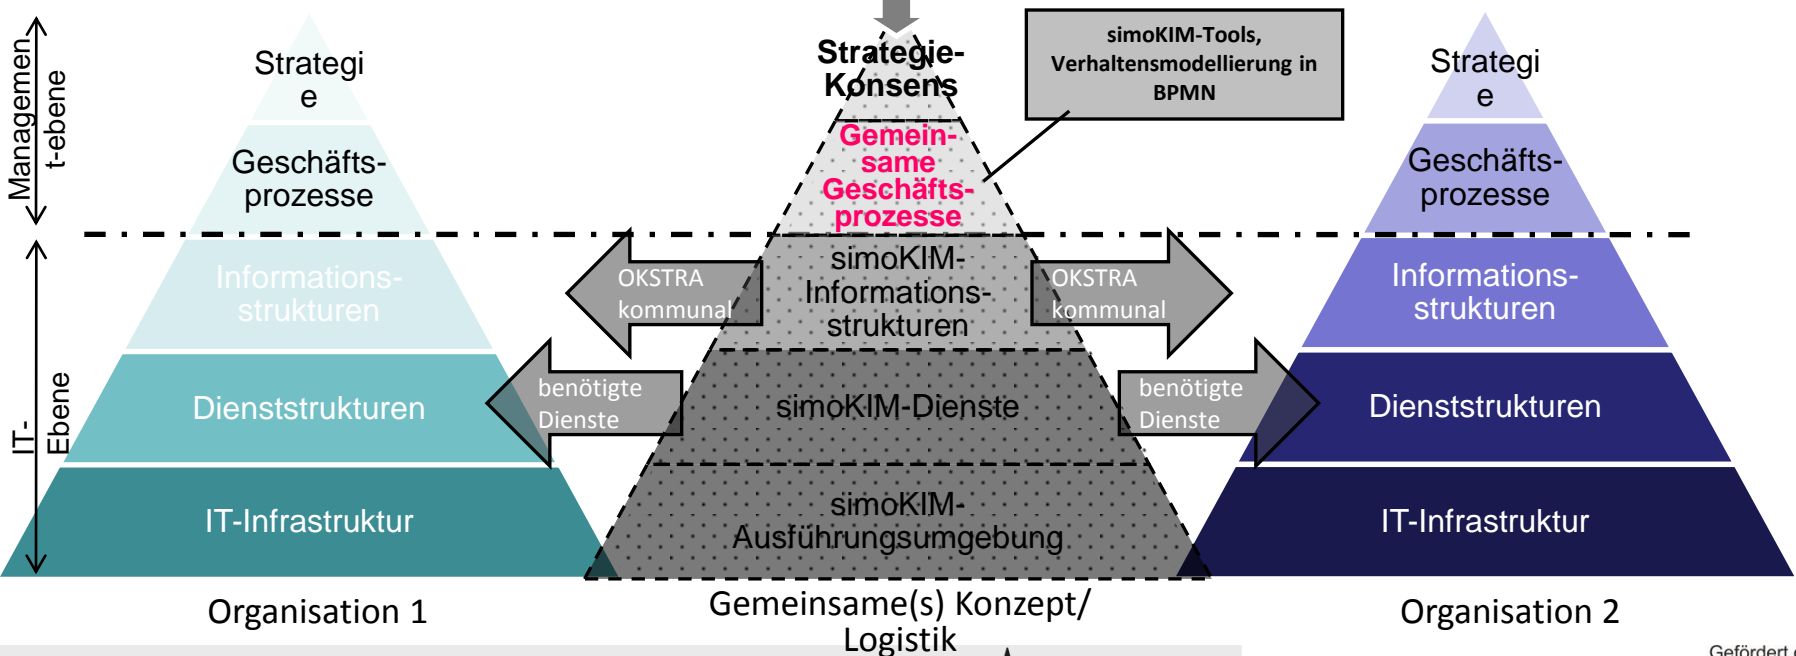 Managemen
t-ebene
IT-
Ebene
Strategi
e
Geschäfts-
prozesse
Informations-
strukturen
Dienststrukturen
IT-Infrastruktur
Organisation 1
Strategie-
Konsens
Gemein-
same
Geschäfts-
prozesse
simoKIM-
Informations-
strukturen
simoKIM-Dienste
simoKIM-
Ausführungsumgebung
Gemeinsame(s) Konzept/
Logistik
OKSTRA
kommunal
benötigte
Dienste
OKSTRA
kommunal
benötigte
Dienste
simoKIM-Tools,
Verhaltensmodellierung in
BPMN
Strategi
e
Geschäfts-
prozesse
Informations-
strukturen
Dienststrukturen
IT-Infrastruktur
Organisation 2
Gefördert